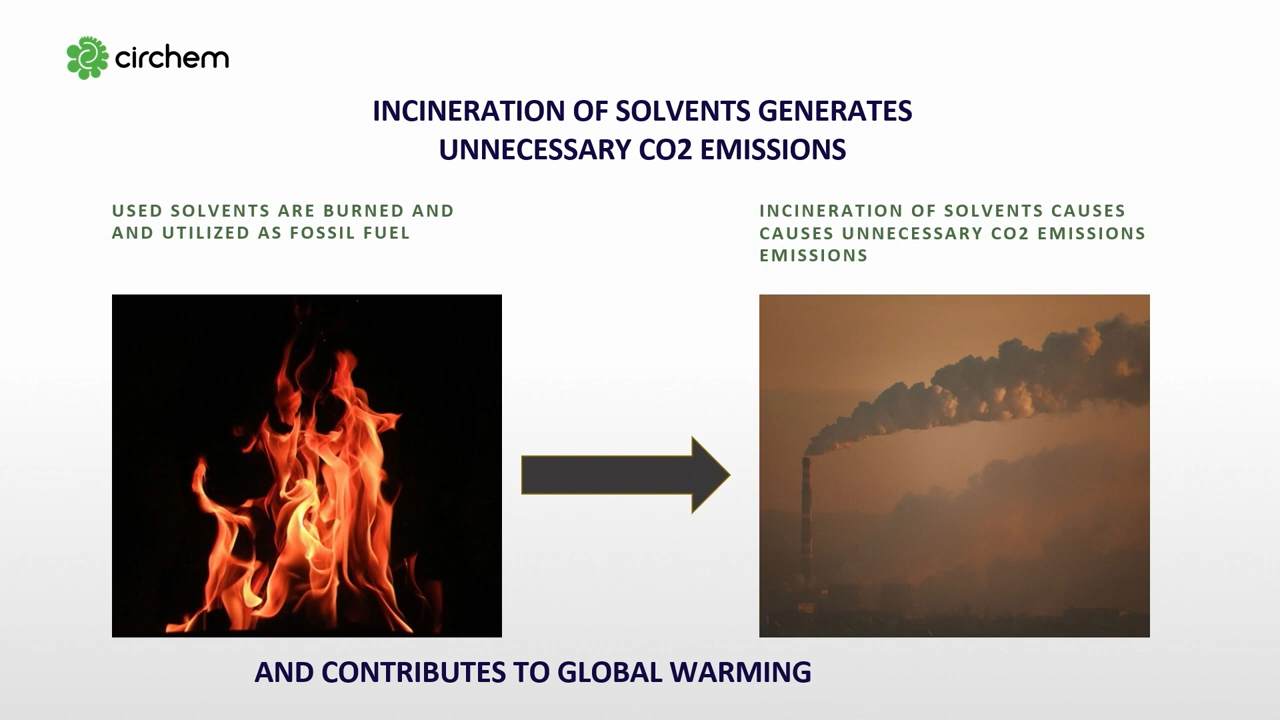 circhem
INCINERATION OF SOLVENTS GENERATES
UNNECESSARY CO2 EMISSIONS
USED SOLVENTS ARE BURNED AND
AND UTILIZED AS FOSSIL FUEL
INCINERATION OF SOLVENTS CAUSES
CAUSES UNNECESSARY CO2 EMISSIONS
EMISSIONS
AND CONTRIBUTES TO GLOBAL WARMING